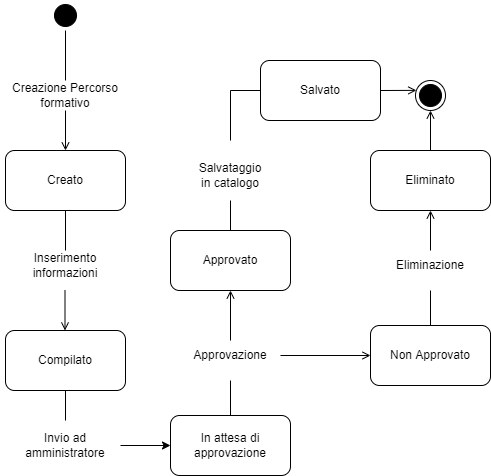 Creazione Percorso
formativo
Creato
Inserimento
informazioni
Compilato
Invio ad
amministratore
In attesa di
approvazione
Approvazione
Approvato
Salvataggio
in catalogo
Salvato
Non Approvato
Eliminazione
Eliminato